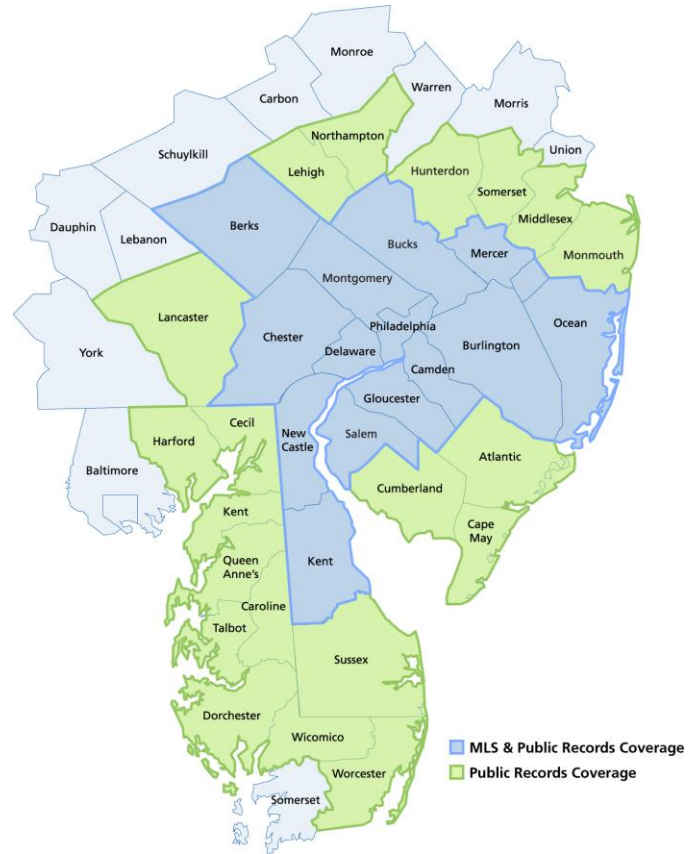 Monroe
Carbon
Warren
Morris
Northampton
Schuylkill
Union
Lehigh
Hunterdon
Somerset
Middlesex
Dauphin
Lebanon
Berks
Bucks
Mercer
Monmouth
Montgomery
Lancaster
Philadelphia
Ocean
Chester
Burlington
York
Delaware
Camden
Gloucester
Cecil
New
Castle
Salem
Harford
Atlantic
Baltimore
Cumberland
Kent
Cape
May
Queen
Anne's
Kent
Caroline
Talbot
Sussex
Dorchester
Wicomico
MLS & Public Records Coverage
Public Records Coverage
Worcester
Somerset